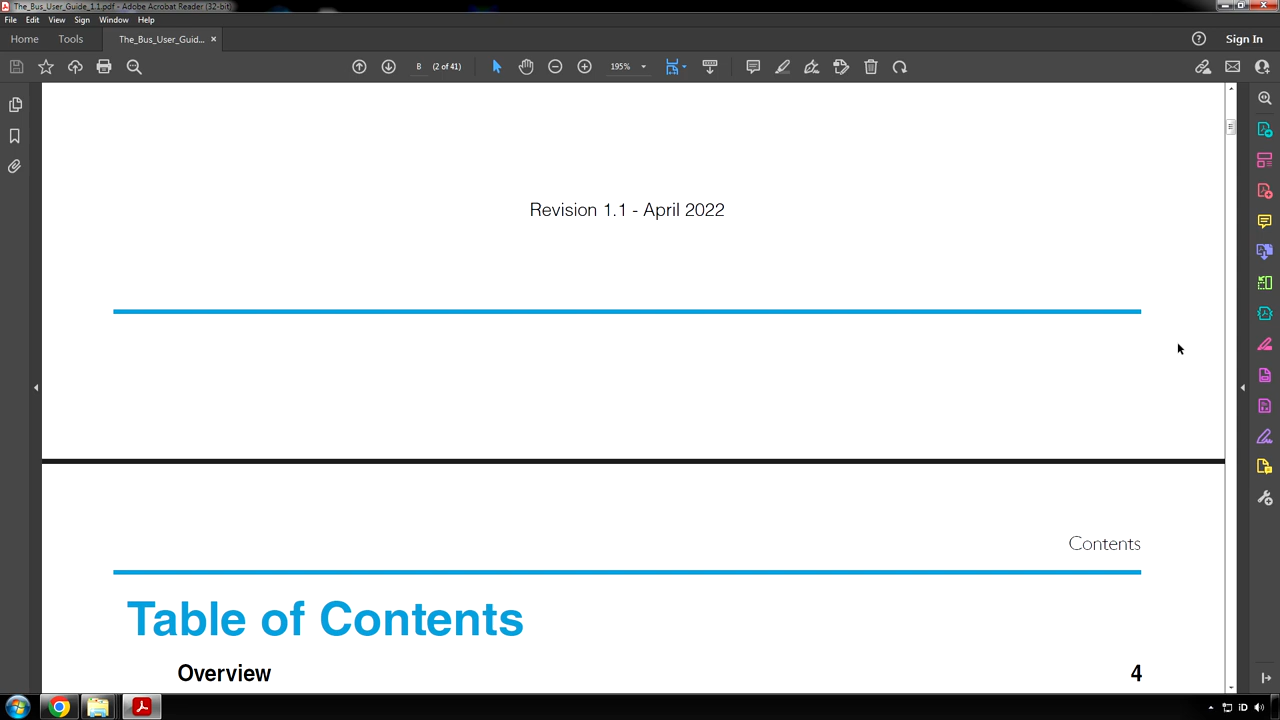 The_Bus_User_Guide_1.1.pdf - Adobe Acrobat Reader (32-bit)
File Edit View Sign Window Help
Home Tools The_Bus_User_Guid... × Sign In
B (2 of 41) 195%
Revision 1.1 - April 2022
Contents
Table of Contents
Overview 4
iD